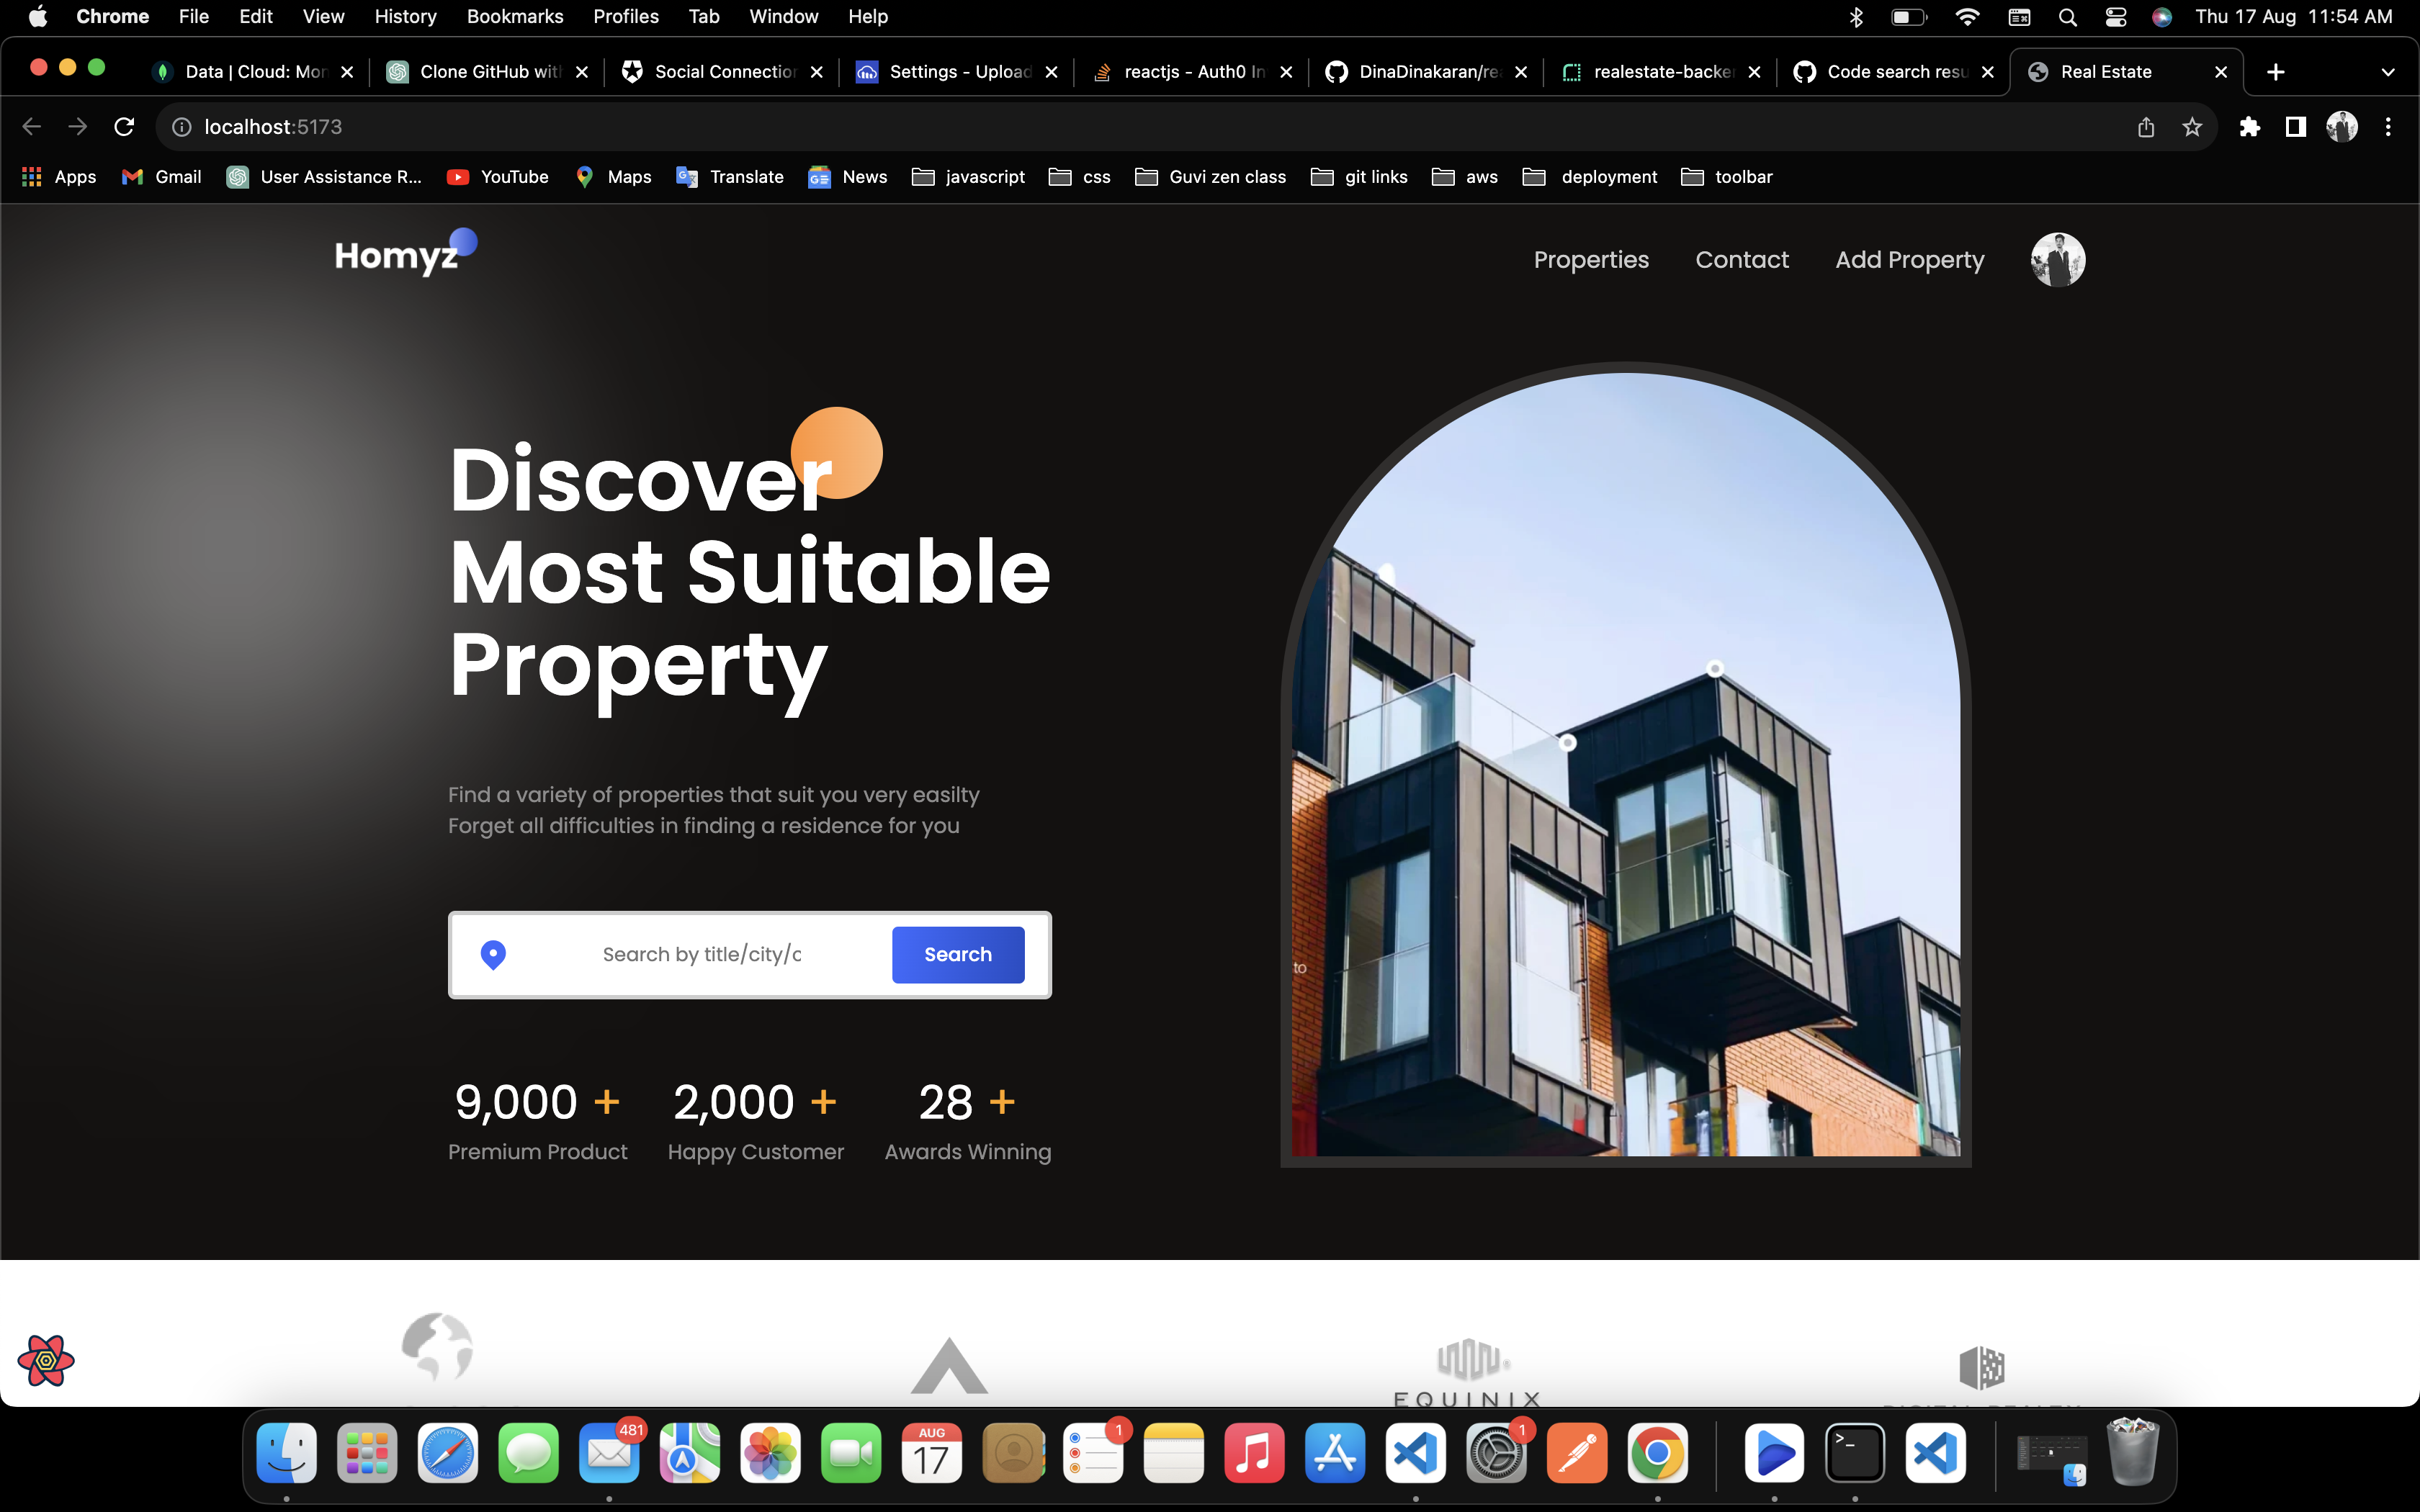 Chrome File Edit View History Bookmarks Profiles Tab Window Help Thu 17 Aug 11:54 AM
Data | Cloud: Mon Clone GitHub with Social Connection Settings - Upload reactjs - Auth0 In DinaDinakaran/rea realestate-backe Code search resu Real Estate
localhost:5173
Apps Gmail User Assistance R... YouTube Maps Translate News javascript css Guvi zen class git links aws deployment toolbar
Homyz Properties Contact Add Property
Discover
Most Suitable
Property
Find a variety of properties that suit you very easilty
Forget all difficulties in finding a residence for you
Search by title/city/c Search
to
9,000 + 2,000 + 28 +
Premium Product Happy Customer Awards Winning
EQUINIX
481 AUG 17 1 1